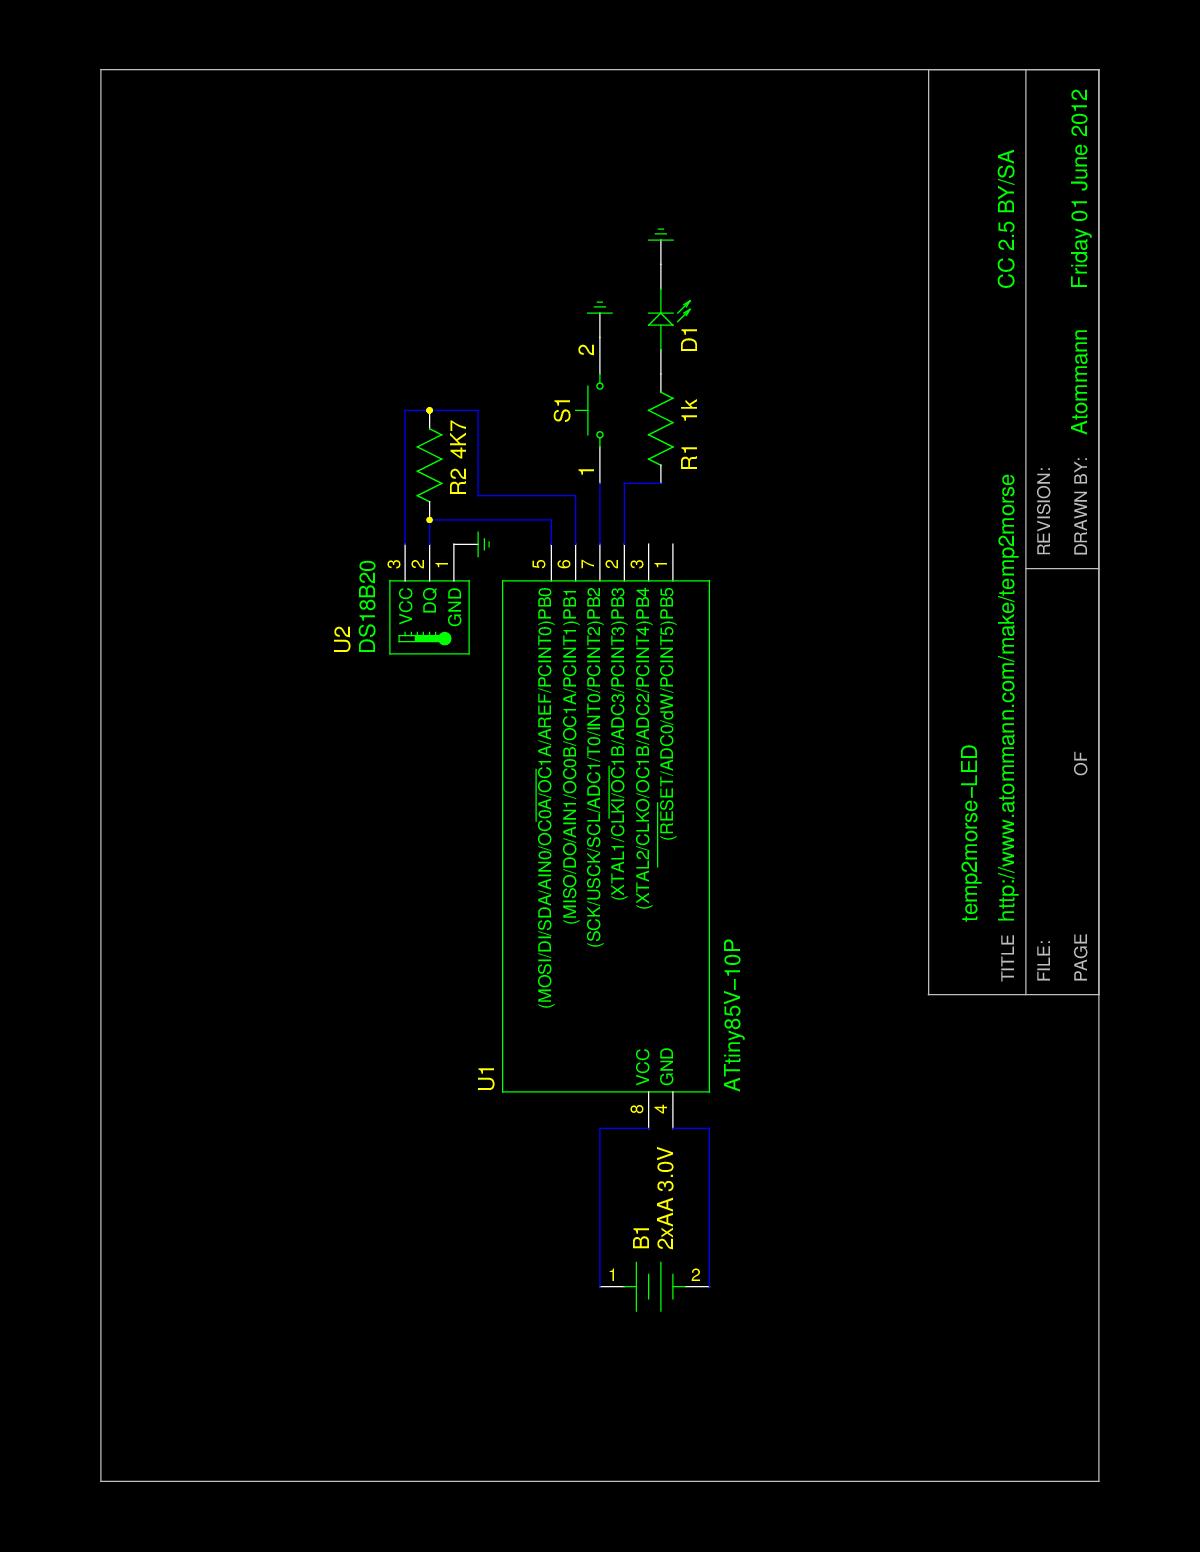 U2
DS18B20
VCC
DQ
GND
3
2
1
R2 4K7
S1
1
2
R1 1k
D1
U1
(MOSI/DI/SDA/AIN0/OC0A/OC1A/AREF/PCINT0)PB0
(MISO/DO/AIN1/OC0B/OC1A/PCINT1)PB1
(SCK/USCK/SCL/ADC1/T0/INT0/PCINT2)PB2
(XTAL1/CLKI/OC1B/ADC3/PCINT3)PB3
(XTAL2/CLKO/OC1B/ADC2/PCINT4)PB4
(RESET/ADC0/dW/PCINT5)PB5
5
6
7
2
3
1
VCC
GND
8
4
ATtiny85V-10P
B1
2xAA 3.0V
1
2
temp2morse-LED
TITLE http://www.atommann.com/make/temp2morse CC 2.5 BY/SA
FILE: REVISION:
PAGE OF DRAWN BY: Atommann Friday 01 June 2012